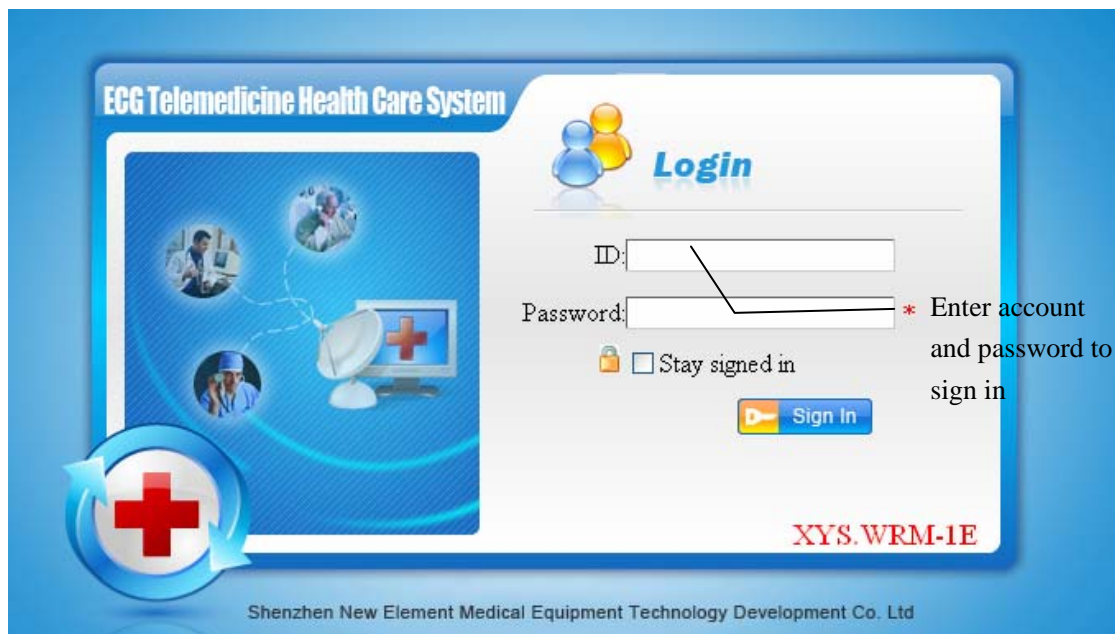 ECG Telemedicine Health Care System
Login
ID:
Password:
* Enter account
and password to
sign in
Stay signed in
Sign In
XYS.WRM-1E
Shenzhen New Element Medical Equipment Technology Development Co. Ltd